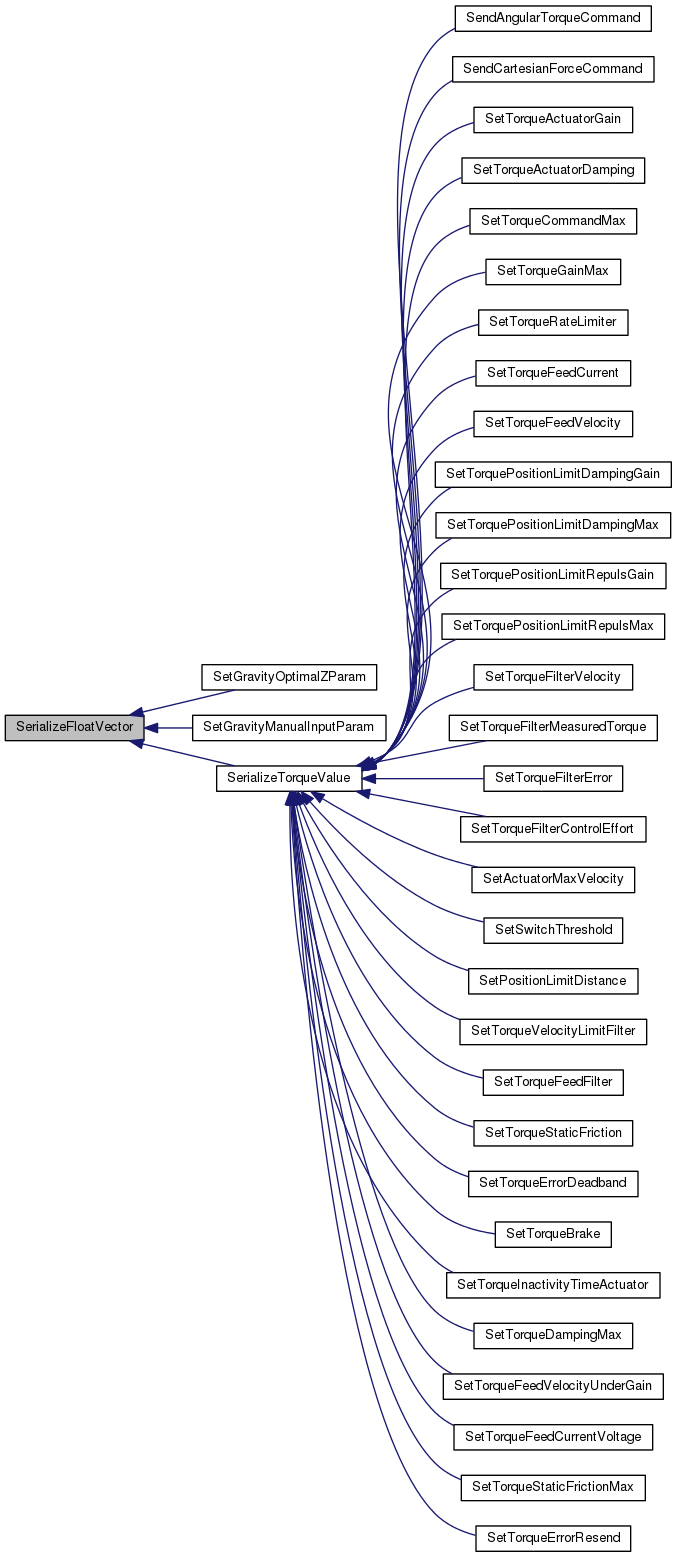 SendAngularTorqueCommand
SendCartesianForceCommand
SetTorqueActuatorGain
SetTorqueActuatorDamping
SetTorqueCommandMax
SetTorqueGainMax
SetTorqueRateLimiter
SetTorqueFeedCurrent
SetTorqueFeedVelocity
SetTorquePositionLimitDampingGain
SetTorquePositionLimitDampingMax
SetTorquePositionLimitRepulsGain
SetTorquePositionLimitRepulsMax
SetGravityOptimalZParam
SetTorqueFilterVelocity
SerializeFloatVector
SetGravityManualInputParam
SetTorqueFilterMeasuredTorque
SerializeTorqueValue
SetTorqueFilterError
SetTorqueFilterControlEffort
SetActuatorMaxVelocity
SetSwitchThreshold
SetPositionLimitDistance
SetTorqueVelocityLimitFilter
SetTorqueFeedFilter
SetTorqueStaticFriction
SetTorqueErrorDeadband
SetTorqueBrake
SetTorqueInactivityTimeActuator
SetTorqueDampingMax
SetTorqueFeedVelocityUnderGain
SetTorqueFeedCurrentVoltage
SetTorqueStaticFrictionMax
SetTorqueErrorResend